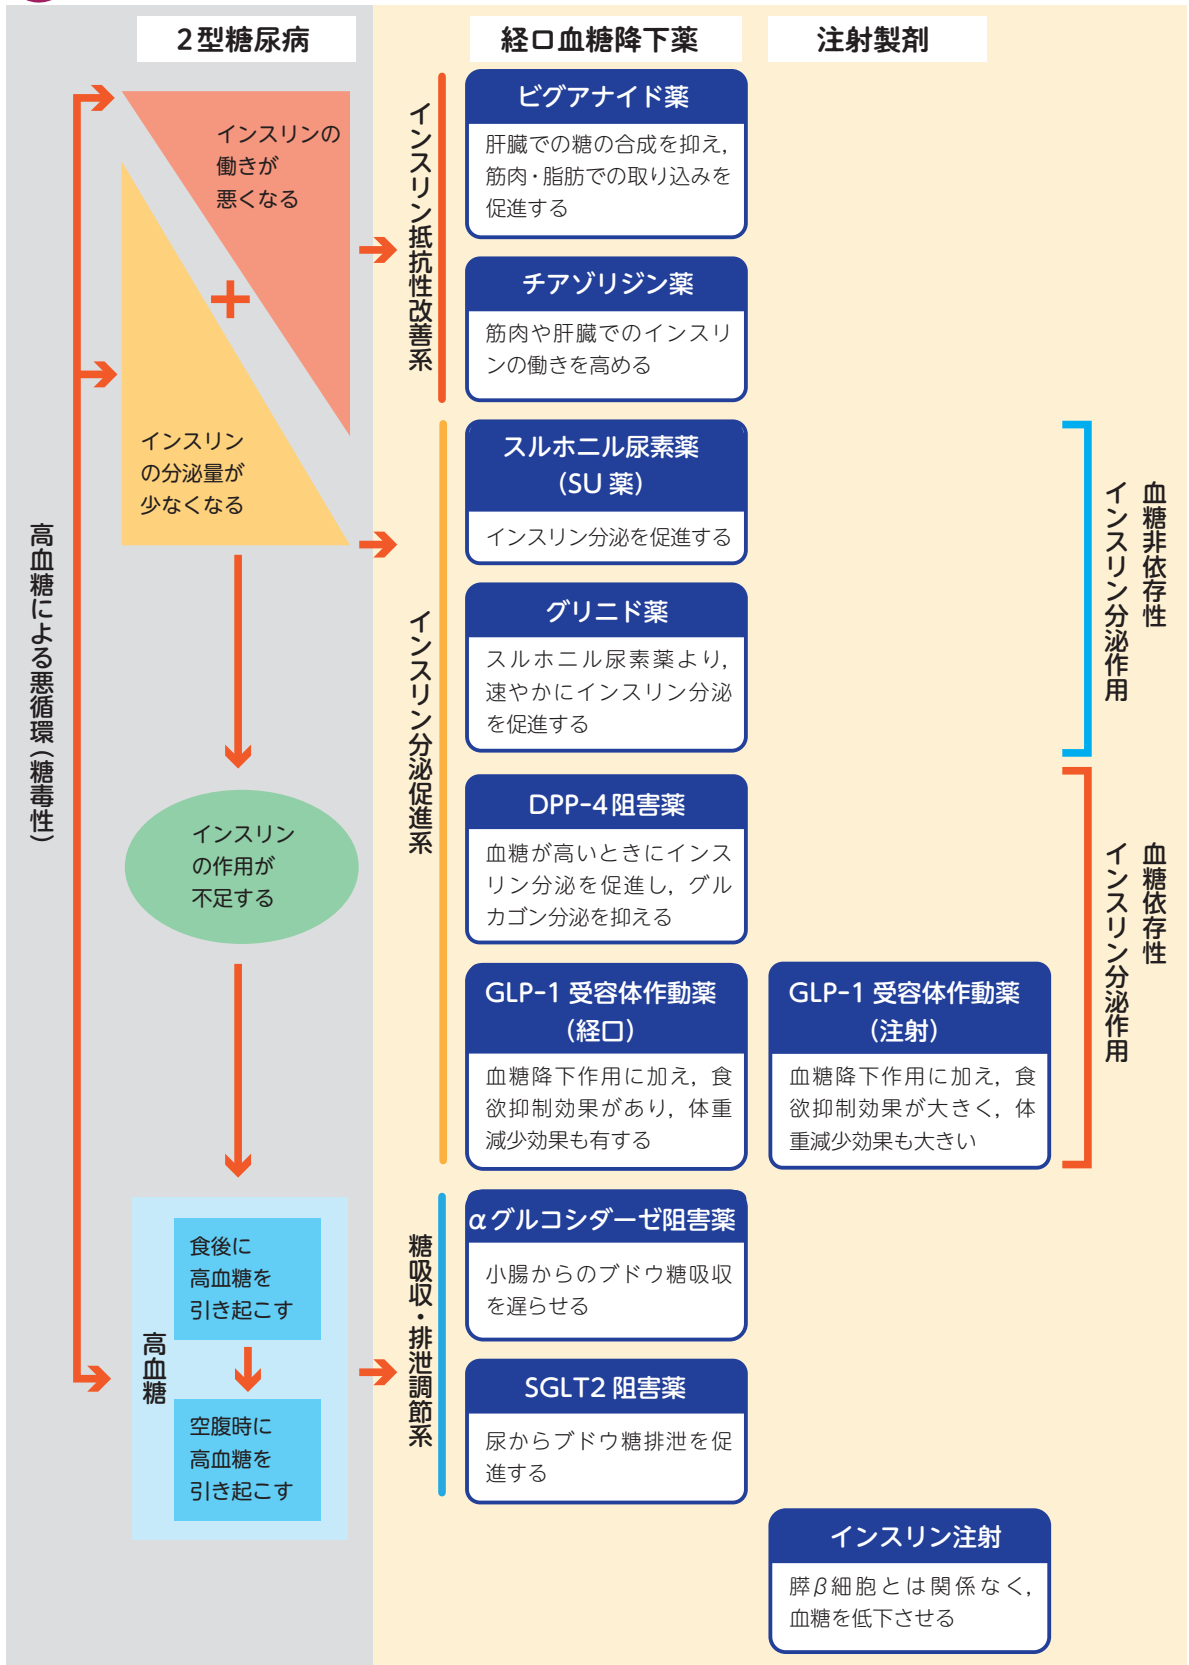 2型糖尿病
経口血糖降下薬
注射製剤
高血糖による悪循環（糖毒性）
インスリンの
働きが
悪くなる
＋
インスリン
の分泌量が
少なくなる
インスリン
の作用が
不足する
高血糖
食後に
高血糖を
引き起こす
空腹時に
高血糖を
引き起こす
インスリン抵抗性改善系
ビグアナイド薬
肝臓での糖の合成を抑え，
筋肉・脂肪での取り込みを
促進する
チアゾリジン薬
筋肉や肝臓でのインスリ
ンの働きを高める
インスリン分泌促進系
スルホニル尿素薬
（SU 薬）
インスリン分泌を促進する
グリニド薬
スルホニル尿素薬より，
速やかにインスリン分泌
を促進する
DPP-4阻害薬
血糖が高いときにインス
リン分泌を促進し，グル
カゴン分泌を抑える
GLP-1 受容体作動薬
（経口）
血糖降下作用に加え，食
欲抑制効果があり，体重
減少効果も有する
GLP-1 受容体作動薬
（注射）
血糖降下作用に加え，食
欲抑制効果が大きく，体
重減少効果も大きい
血糖非依存性
インスリン分泌作用
血糖依存性
インスリン分泌作用
糖吸収・排泄調節系
αグルコシダーゼ阻害薬
小腸からのブドウ糖吸収
を遅らせる
SGLT2 阻害薬
尿からブドウ糖排泄を促
進する
インスリン注射
膵β細胞とは関係なく，
血糖を低下させる